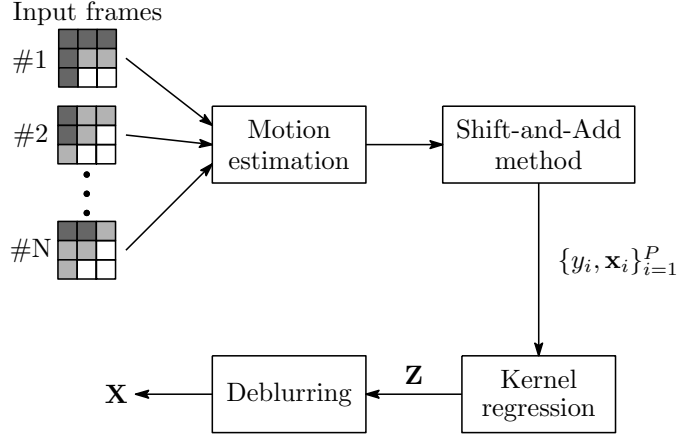 Input frames
#1
#2
#N
Motion
estimation
Shift-and-Add
method
{y_i, x_i}_{i=1}^P
Kernel
regression
Z
Deblurring
X